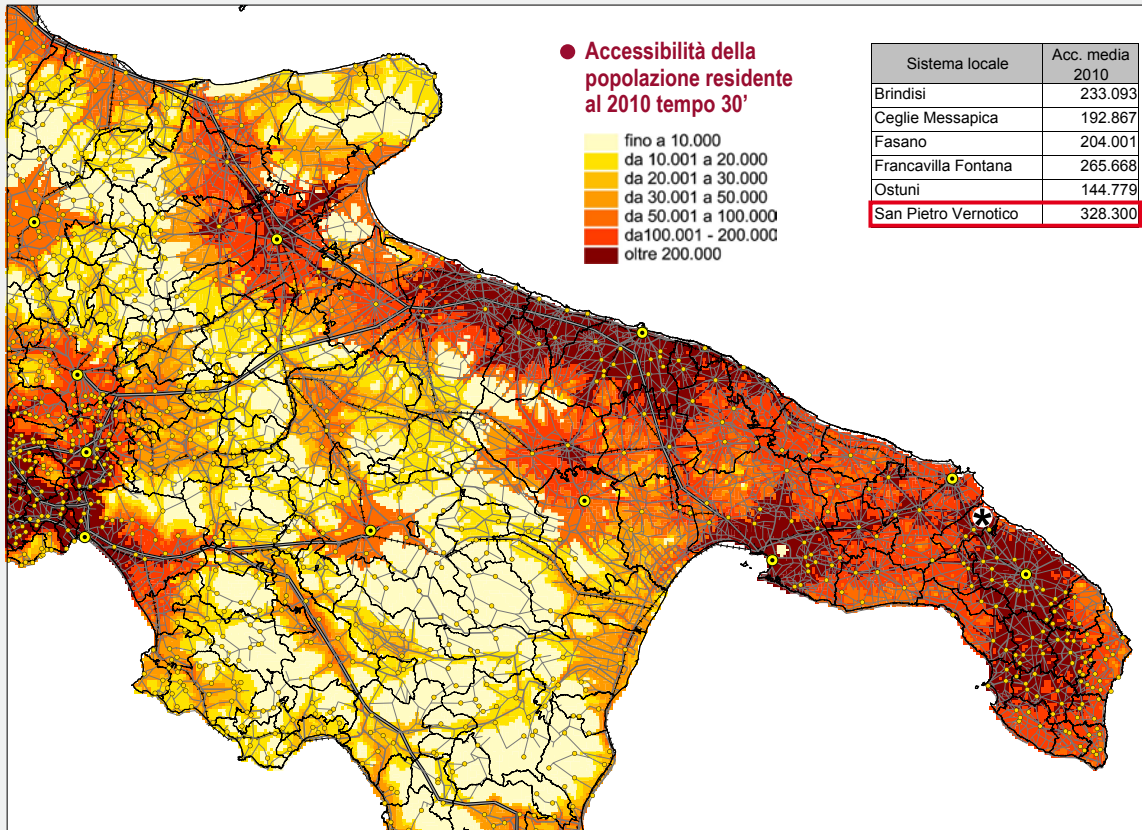 ● Accessibilità della
popolazione residente
al 2010 tempo 30’
fino a 10.000
da 10.001 a 20.000
da 20.001 a 30.000
da 30.001 a 50.000
da 50.001 a 100.000
da100.001 - 200.000
oltre 200.000
Sistema locale Acc. media 2010
Brindisi 233.093
Ceglie Messapica 192.867
Fasano 204.001
Francavilla Fontana 265.668
Ostuni 144.779
San Pietro Vernotico 328.300
*